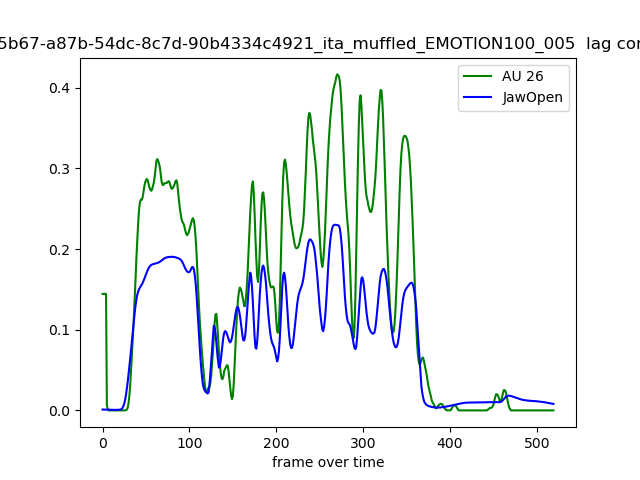 5b67-a87b-54dc-8c7d-90b4334c4921_ita_muffled_EMOTION100_005 lag
AU 26
JawOpen
0.4
0.3
0.2
0.1
0.0
0 100 200 300 400 500
frame over time